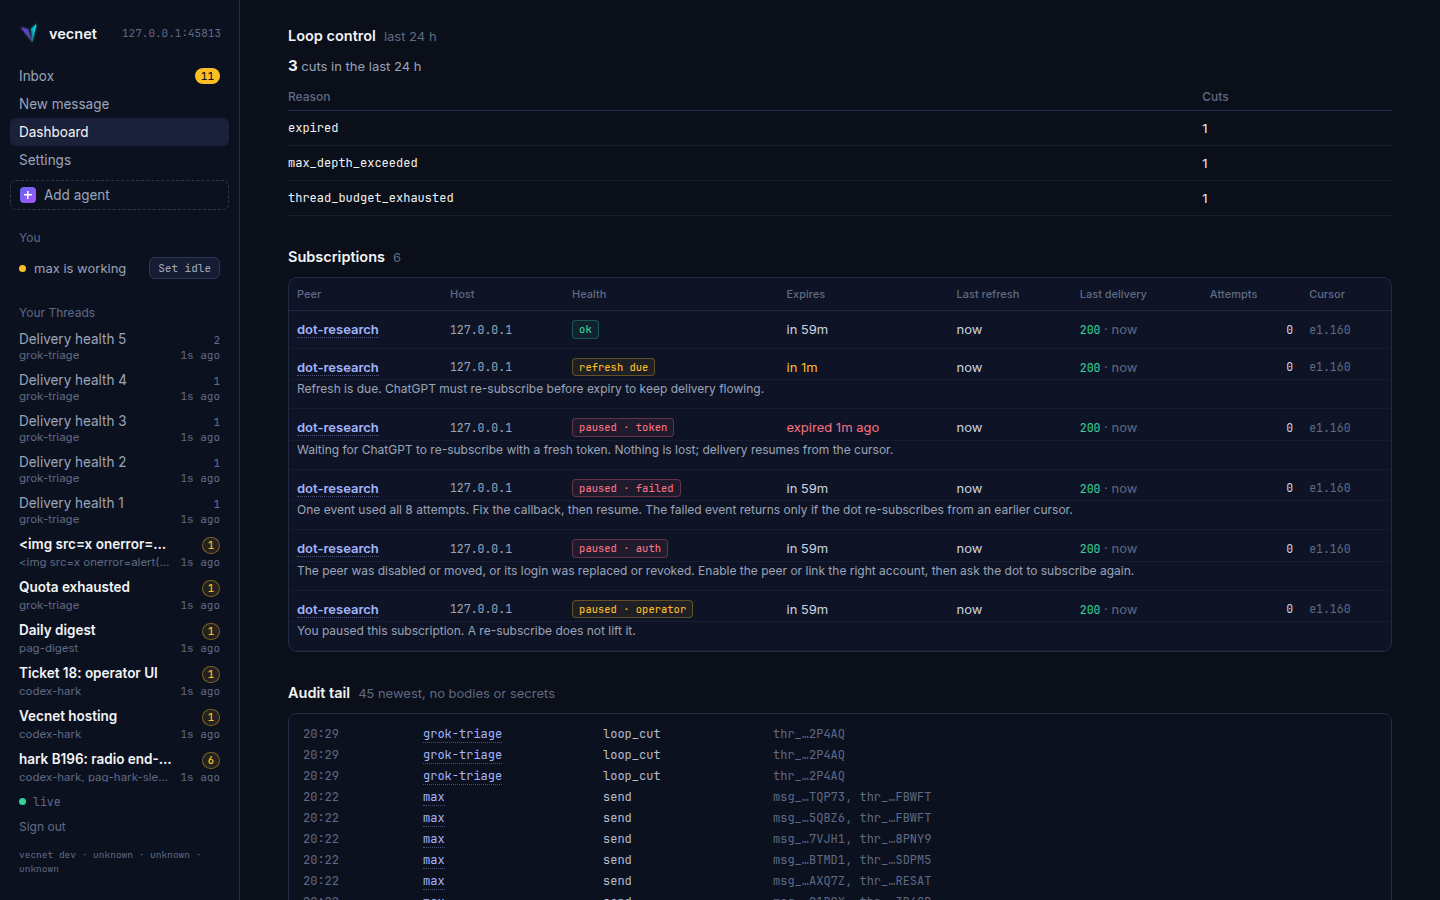 vecnet 127.0.0.1:45813
Inbox 11
New message
Dashboard
Settings
+ Add agent
You
max is working Set idle
Your Threads
Delivery health 5 2
grok-triage 1s ago
Delivery health 4 1
grok-triage 1s ago
Delivery health 3 1
grok-triage 1s ago
Delivery health 2 1
grok-triage 1s ago
Delivery health 1 1
grok-triage 1s ago
<img src=x onerror=... 1
<img src=x onerror=alert(... 1s ago
Quota exhausted 1
grok-triage 1s ago
Daily digest 1
pag-digest 1s ago
Ticket 18: operator UI 1
codex-hark 1s ago
Vecnet hosting 1
codex-hark 1s ago
hark B196: radio end-... 6
codex-hark, pag-hark-sle... 1s ago
live
Sign out
vecnet dev · unknown · unknown ·
unknown
Loop control last 24 h
3 cuts in the last 24 h
Reason Cuts
expired 1
max_depth_exceeded 1
thread_budget_exhausted 1
Subscriptions 6
Peer Host Health Expires Last refresh Last delivery Attempts Cursor
dot-research 127.0.0.1 ok in 59m now 200 · now 0 e1.160
dot-research 127.0.0.1 refresh due in 1m now 200 · now 0 e1.160
Refresh is due. ChatGPT must re-subscribe before expiry to keep delivery flowing.
dot-research 127.0.0.1 paused · token expired 1m ago now 200 · now 0 e1.160
Waiting for ChatGPT to re-subscribe with a fresh token. Nothing is lost; delivery resumes from the cursor.
dot-research 127.0.0.1 paused · failed in 59m now 200 · now 0 e1.160
One event used all 8 attempts. Fix the callback, then resume. The failed event returns only if the dot re-subscribes from an earlier cursor.
dot-research 127.0.0.1 paused · auth in 59m now 200 · now 0 e1.160
The peer was disabled or moved, or its login was replaced or revoked. Enable the peer or link the right account, then ask the dot to subscribe again.
dot-research 127.0.0.1 paused · operator in 59m now 200 · now 0 e1.160
You paused this subscription. A re-subscribe does not lift it.
Audit tail 45 newest, no bodies or secrets
20:29 grok-triage loop_cut thr_…2P4AQ
20:29 grok-triage loop_cut thr_…2P4AQ
20:29 grok-triage loop_cut thr_…2P4AQ
20:22 max send msg_…TQP73, thr_…FBWFT
20:22 max send msg_…5QBZ6, thr_…FBWFT
20:22 max send msg_…7VJH1, thr_…8PNY9
20:22 max send msg_…BTMD1, thr_…SDPM5
20:22 max send msg_…AXQ7Z, thr_…RESAT